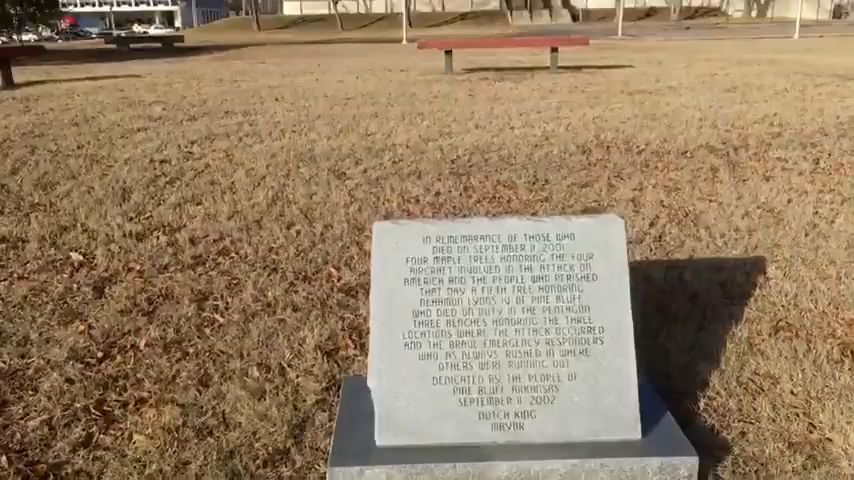 IN REMEMBRANCE OF THOSE WHO
DIED ON SEPTEMBER 11, 2001
FOUR MAPLE TREES HONORING THE FOUR
AIRCRAFT INVOLVED IN THE ATTACK ON
AMERICA AND THE PEOPLE WHO PERISHED
THAT DAY A FIFTH TREE HONORING
NEHAMON LYONS IV OF PINE BLUFF
WHO DIED ON DUTY IN THE PENTAGON
THREE BENCHES HONORING THE THREE
LOCATIONS WHERE THE ATTACK OCCURRED
AND THE BRAVE EMERGENCY RESPONDERS
WHO AS ALWAYS RUSHED IN WHERE
OTHERS WERE RUNNING OUT
DEDICATED BY THE PEOPLE OF
PINE BLUFF ARKANSAS
SEPTEMBER 11, 2002
DUTCH KING
MAYOR